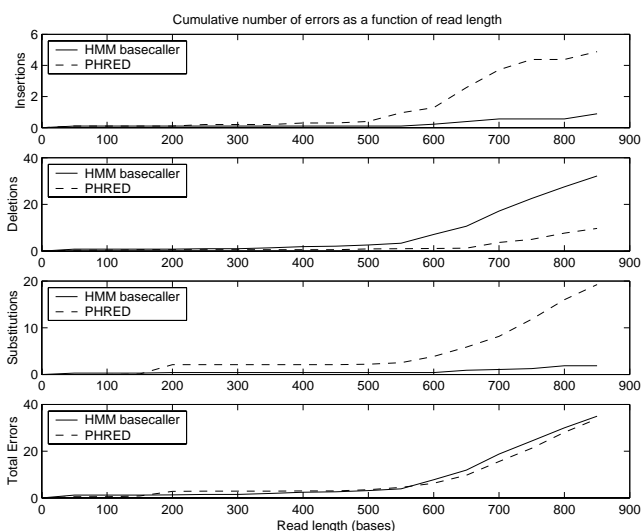 Cumulative number of errors as a function of read length
6
4
2
0
Insertions
HMM basecaller
PHRED
0 100 200 300 400 500 600 700 800 900
40
20
0
Deletions
HMM basecaller
PHRED
0 100 200 300 400 500 600 700 800 900
20
10
0
Substitutions
HMM basecaller
PHRED
0 100 200 300 400 500 600 700 800 900
40
20
0
Total Errors
HMM basecaller
PHRED
0 100 200 300 400 500 600 700 800 900
Read length (bases)